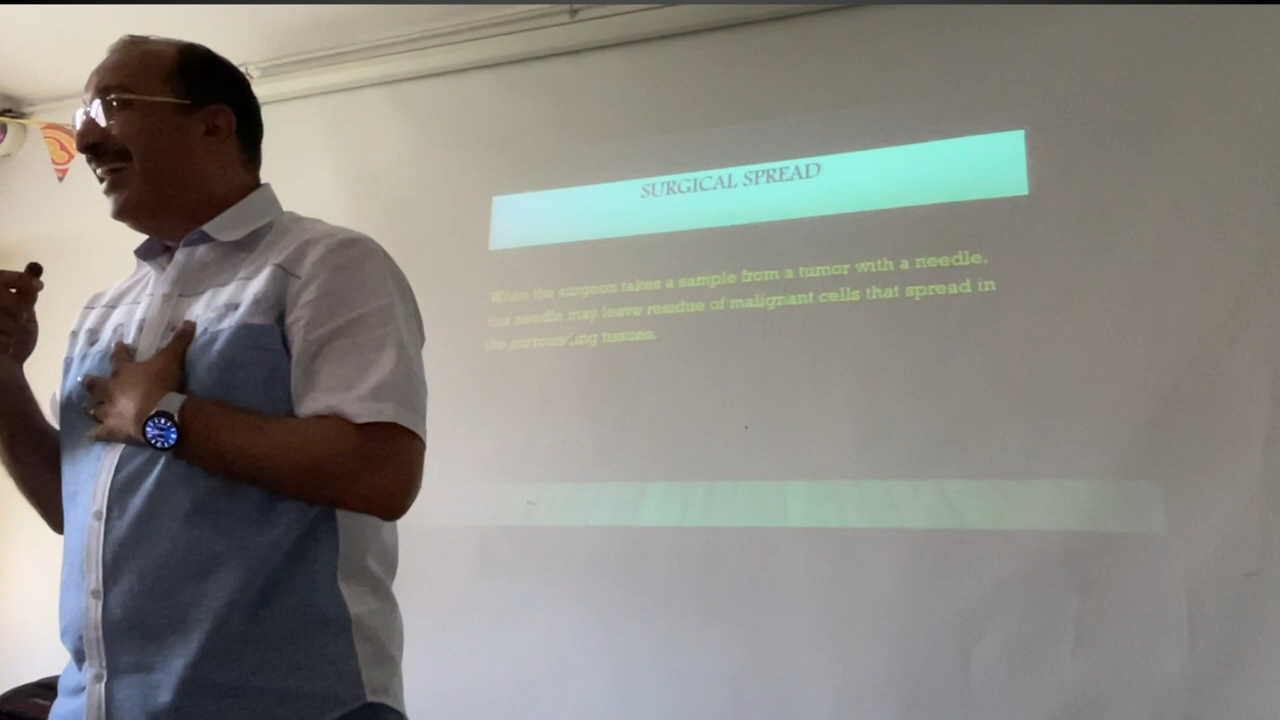 SURGICAL SPREAD
When the surgeon takes a sample from a tumor with a needle,
this needle may leave residue of malignant cells that spread in
the surrounding tissues.